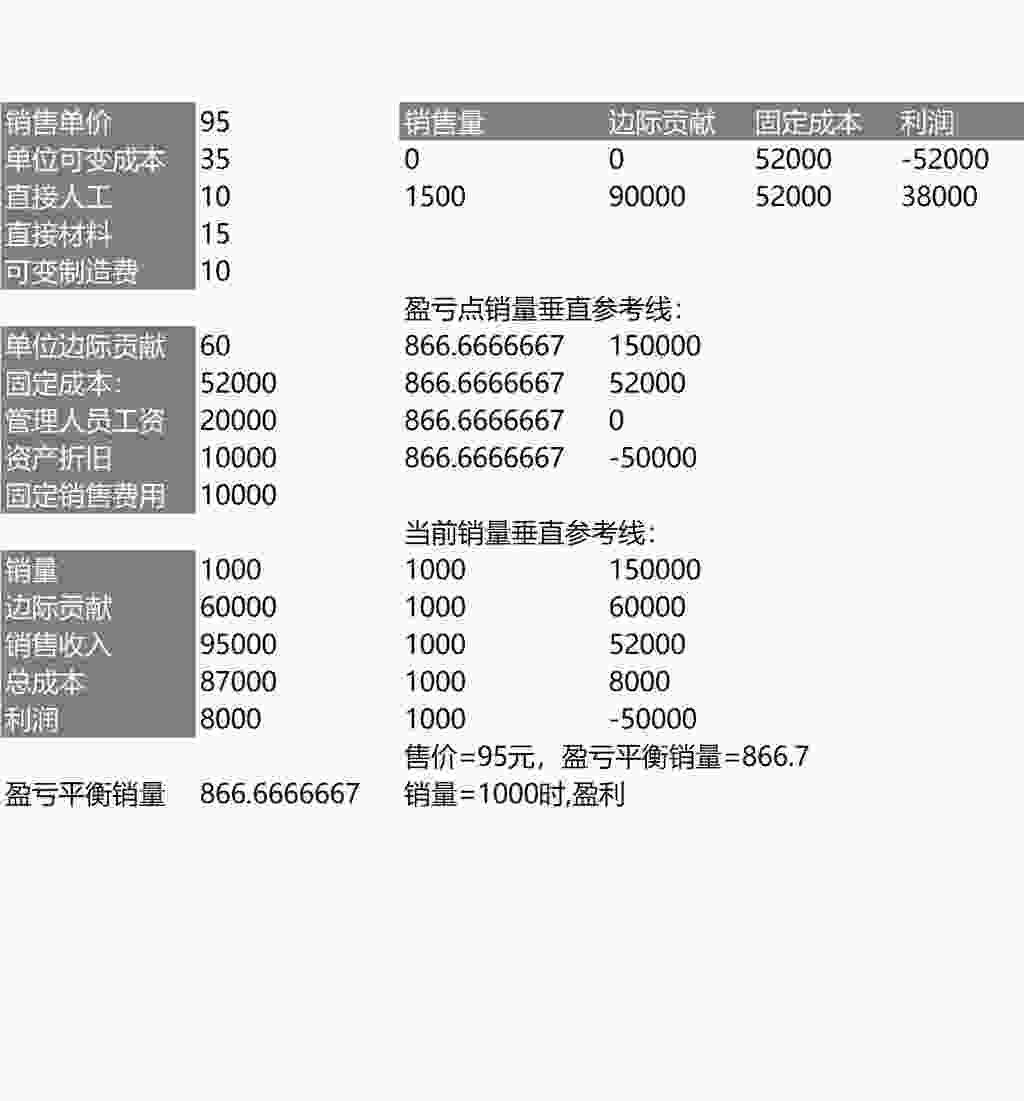 销售单价 95 销售量 边际贡献 固定成本 利润
单位可变成本 35 0 0 52000 -52000
直接人工 10 1500 90000 52000 38000
直接材料 15
可变制造费 10
盈亏点销量垂直参考线：
单位边际贡献 60 866.6666667 150000
固定成本： 52000 866.6666667 52000
管理人员工资 20000 866.6666667 0
资产折旧 10000 866.6666667 -50000
固定销售费用 10000
当前销量垂直参考线：
销量 1000 1000 150000
边际贡献 60000 1000 60000
销售收入 95000 1000 52000
总成本 87000 1000 8000
利润 8000 1000 -50000
售价=95元，盈亏平衡销量=866.7
盈亏平衡销量 866.6666667 销量=1000时,盈利